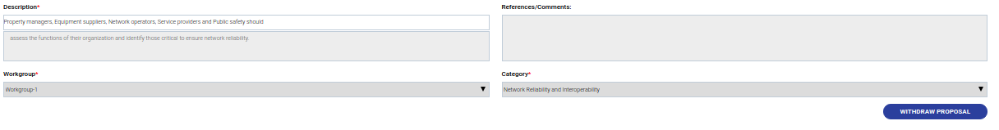 Description*
References/Comments:
Property managers, Equipment suppliers, Network operators, Service providers and Public safety should
assess the functions of their organization and identify those critical to ensure network reliability.
Workgroup*
Category*
Workgroup-1
Network Reliability and Interoperability
WITHDRAW PROPOSAL